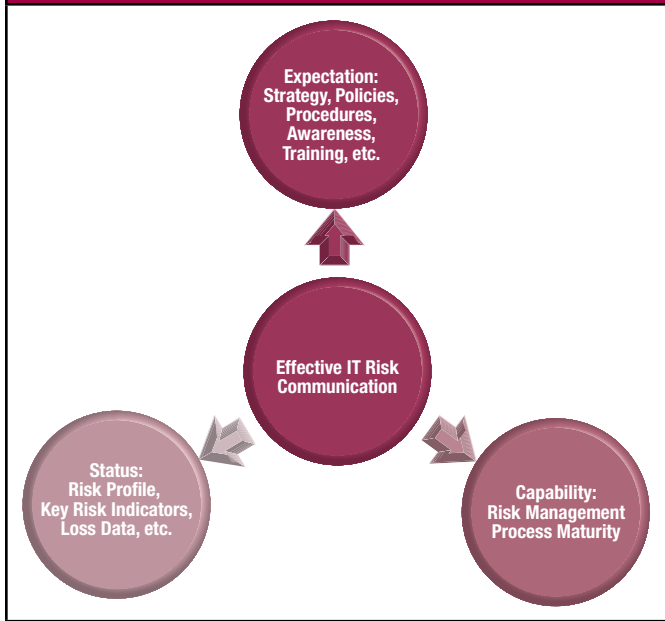 Expectation:
Strategy, Policies,
Procedures,
Awareness,
Training, etc.
Effective IT Risk
Communication
Status:
Risk Profile,
Key Risk Indicators,
Loss Data, etc.
Capability:
Risk Management
Process Maturity